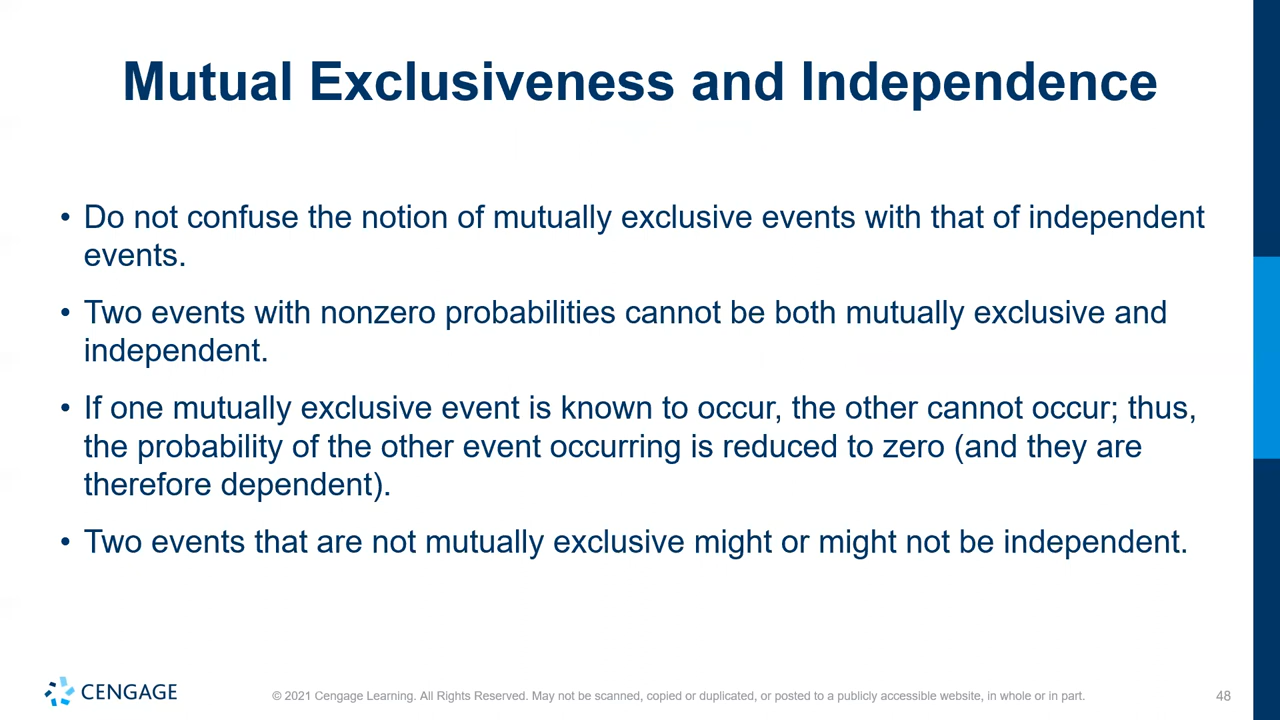 Mutual Exclusiveness and Independence
• Do not confuse the notion of mutually exclusive events with that of independent
events.
• Two events with nonzero probabilities cannot be both mutually exclusive and
independent.
• If one mutually exclusive event is known to occur, the other cannot occur; thus,
the probability of the other event occurring is reduced to zero (and they are
therefore dependent).
• Two events that are not mutually exclusive might or might not be independent.
CENGAGE
© 2021 Cengage Learning. All Rights Reserved. May not be scanned, copied or duplicated, or posted to a publicly accessible website, in whole or in part.
48